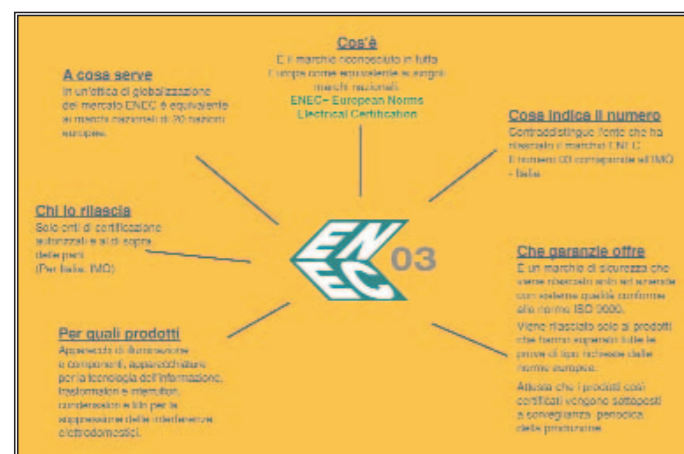 Cos'è
È il marchio riconosciuto in tutta
Europa come equivalente ai singoli
marchi nazionali.
ENEC= European Norms
Electrical Certification
A cosa serve
In un'ottica di globalizzazione
del mercato ENEC è equivalente
ai marchi nazionali di 20 nazioni
europee.
Cosa indica il numero
Contraddistingue l'ente che ha
rilasciato il marchio ENEC
Il numero 03 corrisponde all'IMQ
- Italia
Chi lo rilascia
Solo enti di certificazione
autorizzati e al di sopra
delle parti
(Per Italia: IMQ)
EN
EC
03
Che garanzie offre
È un marchio di sicurezza che
viene rilasciato solo ad aziende
con sistema qualità conforme
alle norme ISO 9000.
Viene rilasciato solo ai prodotti
che hanno superato tutte le
prove di tipo richieste dalle
norme europee.
Attesta che i prodotti così
certificati vengono sottoposti
a sorveglianza periodica
della produzione.
Per quali prodotti
Apparecchi di illuminazione
e componenti, apparecchiature
per la tecnologia dell'informazione,
trasformatori e interruttori,
condensatori e filtri per la
soppressione delle interferenze,
elettrodomestici.